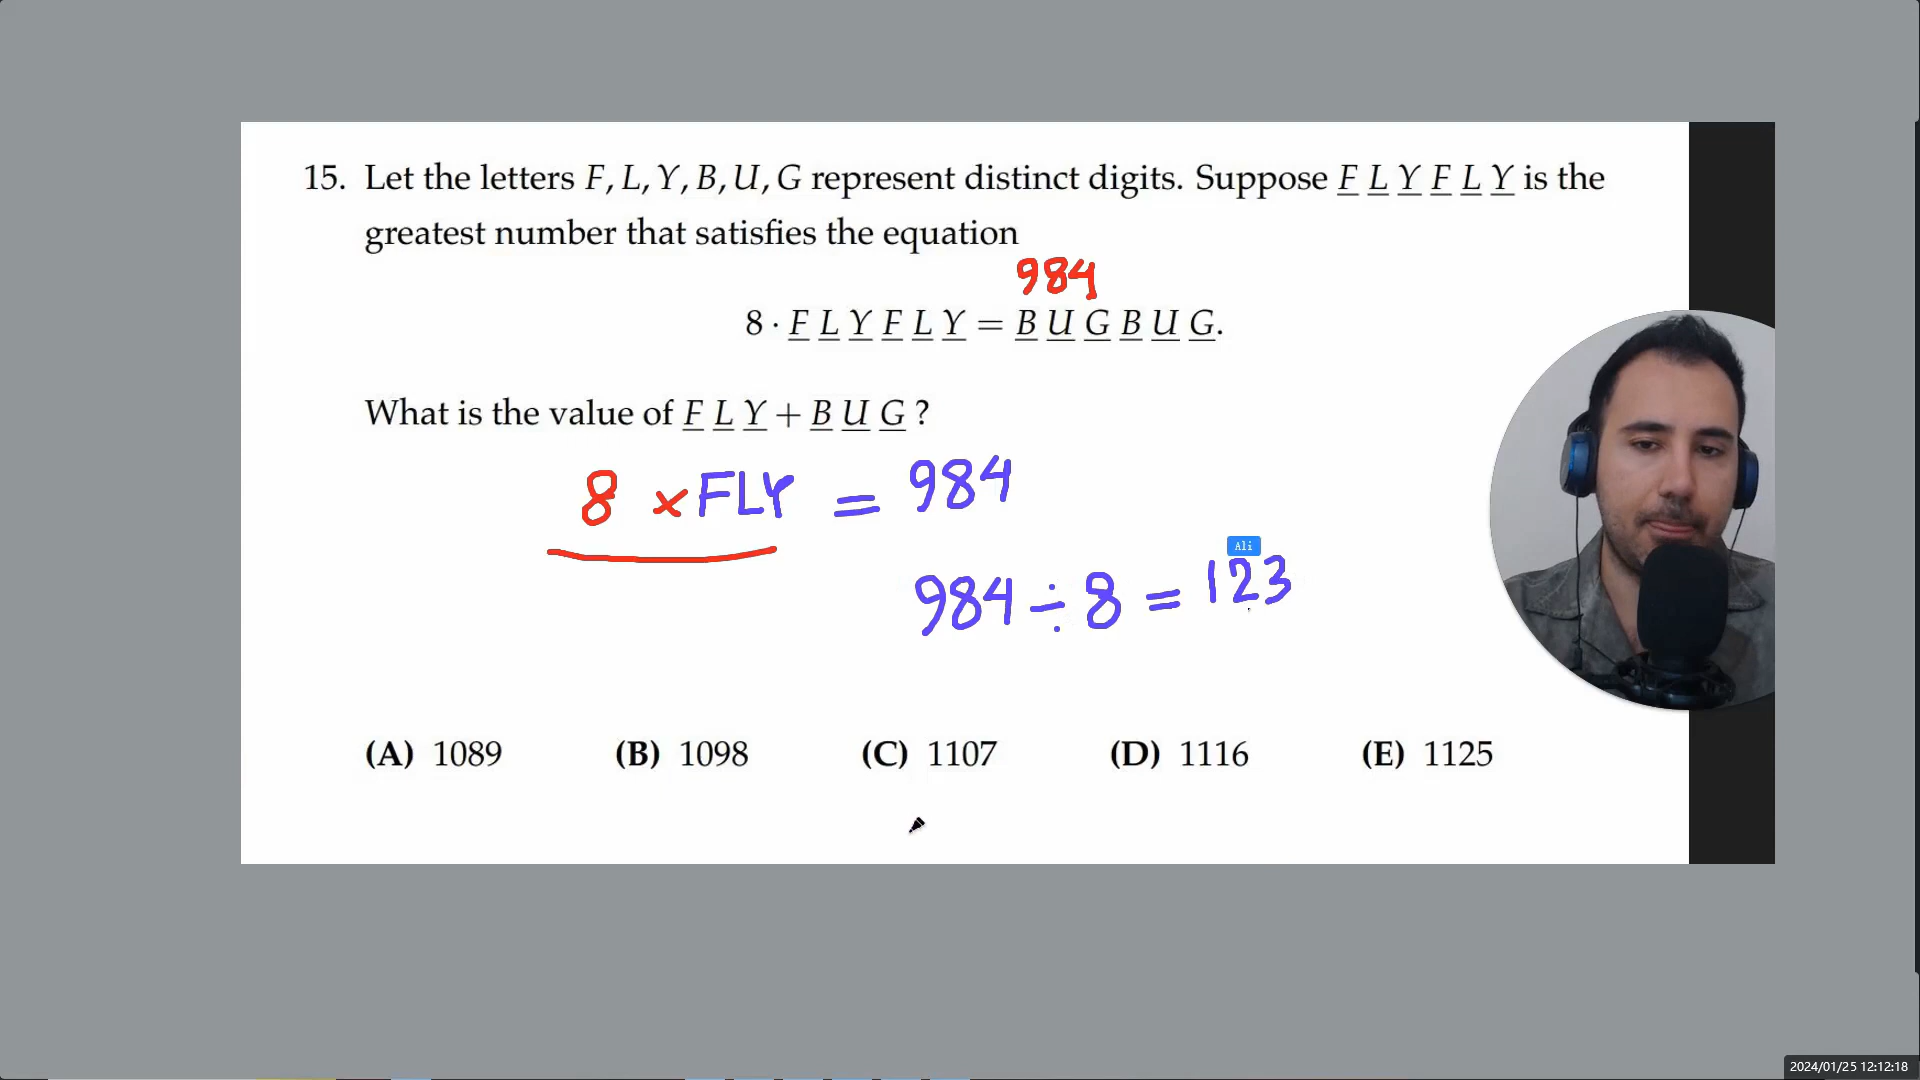 15. Let the letters F, L, Y, B, U, G represent distinct digits. Suppose F L Y F L Y is the
greatest number that satisfies the equation
984
8 · F L Y F L Y = B U G B U G.
What is the value of F L Y + B U G ?
8 × FLY = 984
Ali
984 ÷ 8 = 123
(A) 1089 (B) 1098 (C) 1107 (D) 1116 (E) 1125
2024/01/25 12:12:18